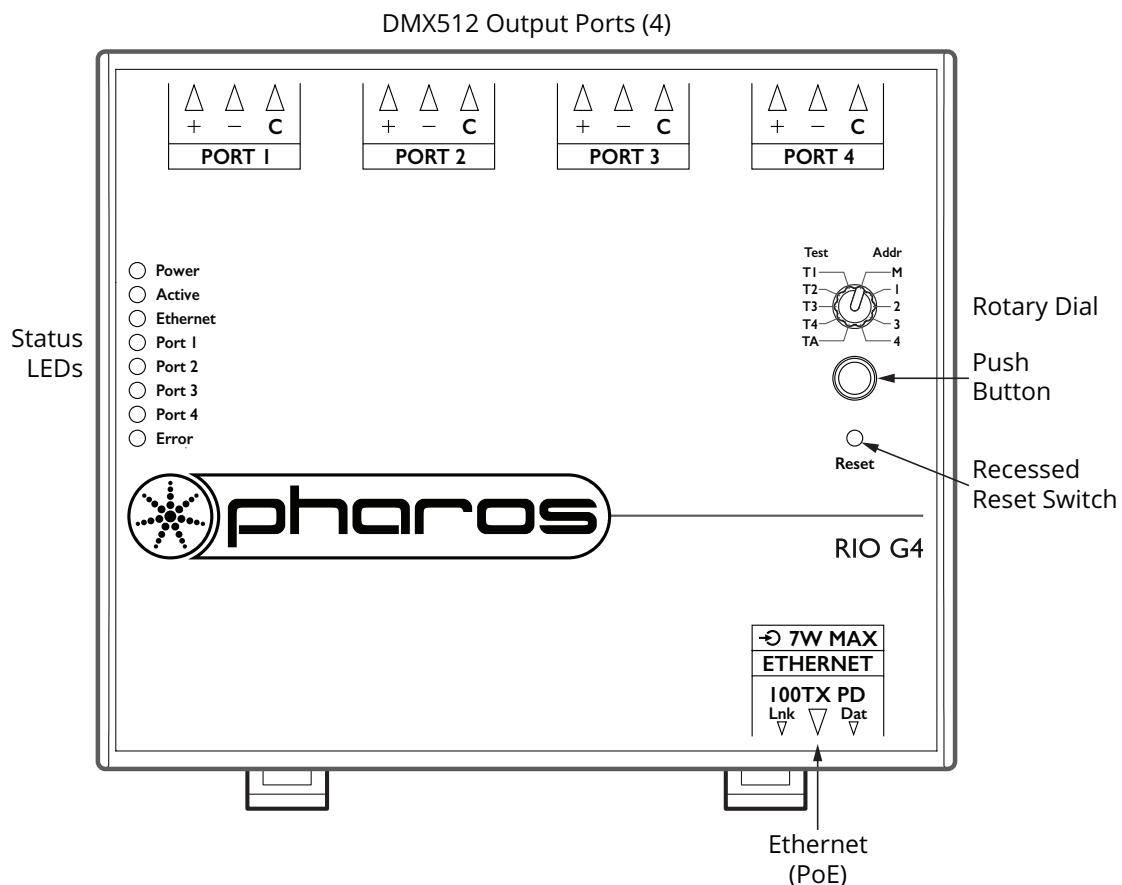 DMX512 Output Ports (4)
+ − C
PORT 1
+ − C
PORT 2
+ − C
PORT 3
+ − C
PORT 4
Status
LEDs
Power
Active
Ethernet
Port 1
Port 2
Port 3
Port 4
Error
Test Addr
T1 M
T2 1
T3 2
T4 3
TA 4
Rotary Dial
Push
Button
Reset
Recessed
Reset Switch
pharos
RIO G4
7W MAX
ETHERNET
100TX PD
Lnk Dat
Ethernet
(PoE)